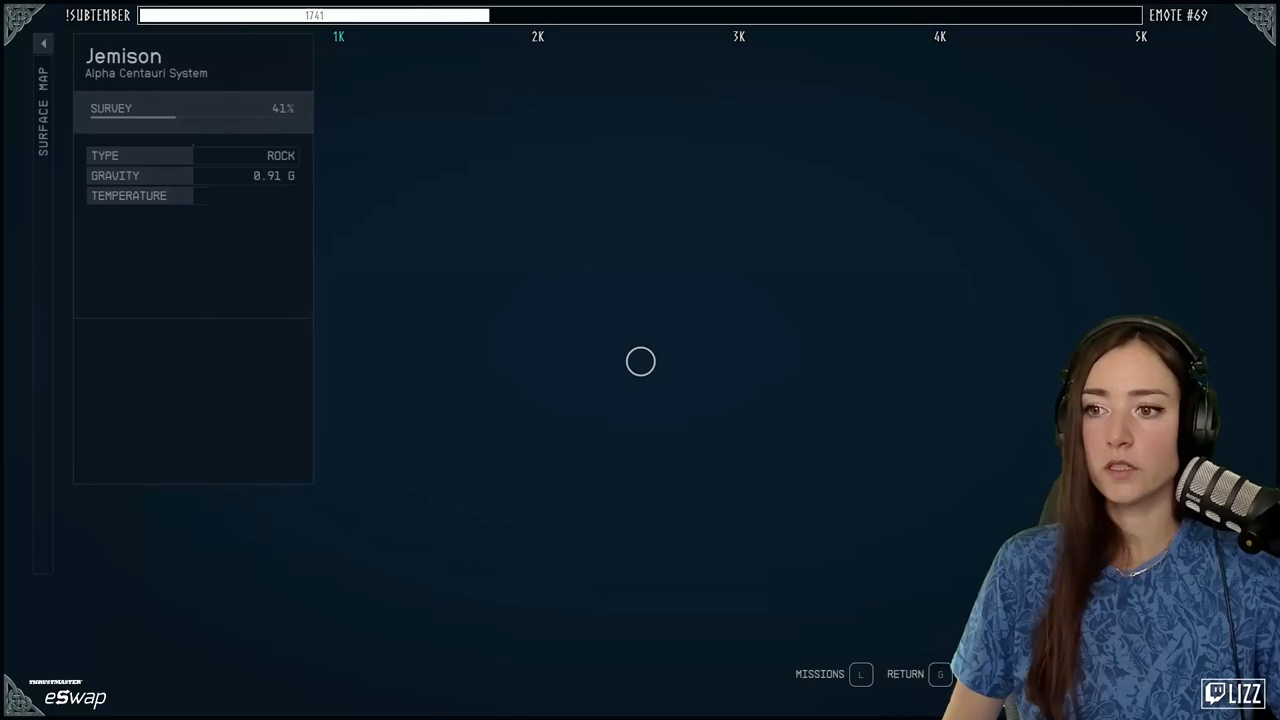 !SUBTEMBER
1741
EMOTE #69
1K
2K
3K
4K
5K
SURFACE MAP
Jemison
Alpha Centauri System
SURVEY 41%
TYPE ROCK
GRAVITY 0.91 G
TEMPERATURE
MISSIONS L
RETURN G
THRUSTMASTER
eSwap
LIZZ